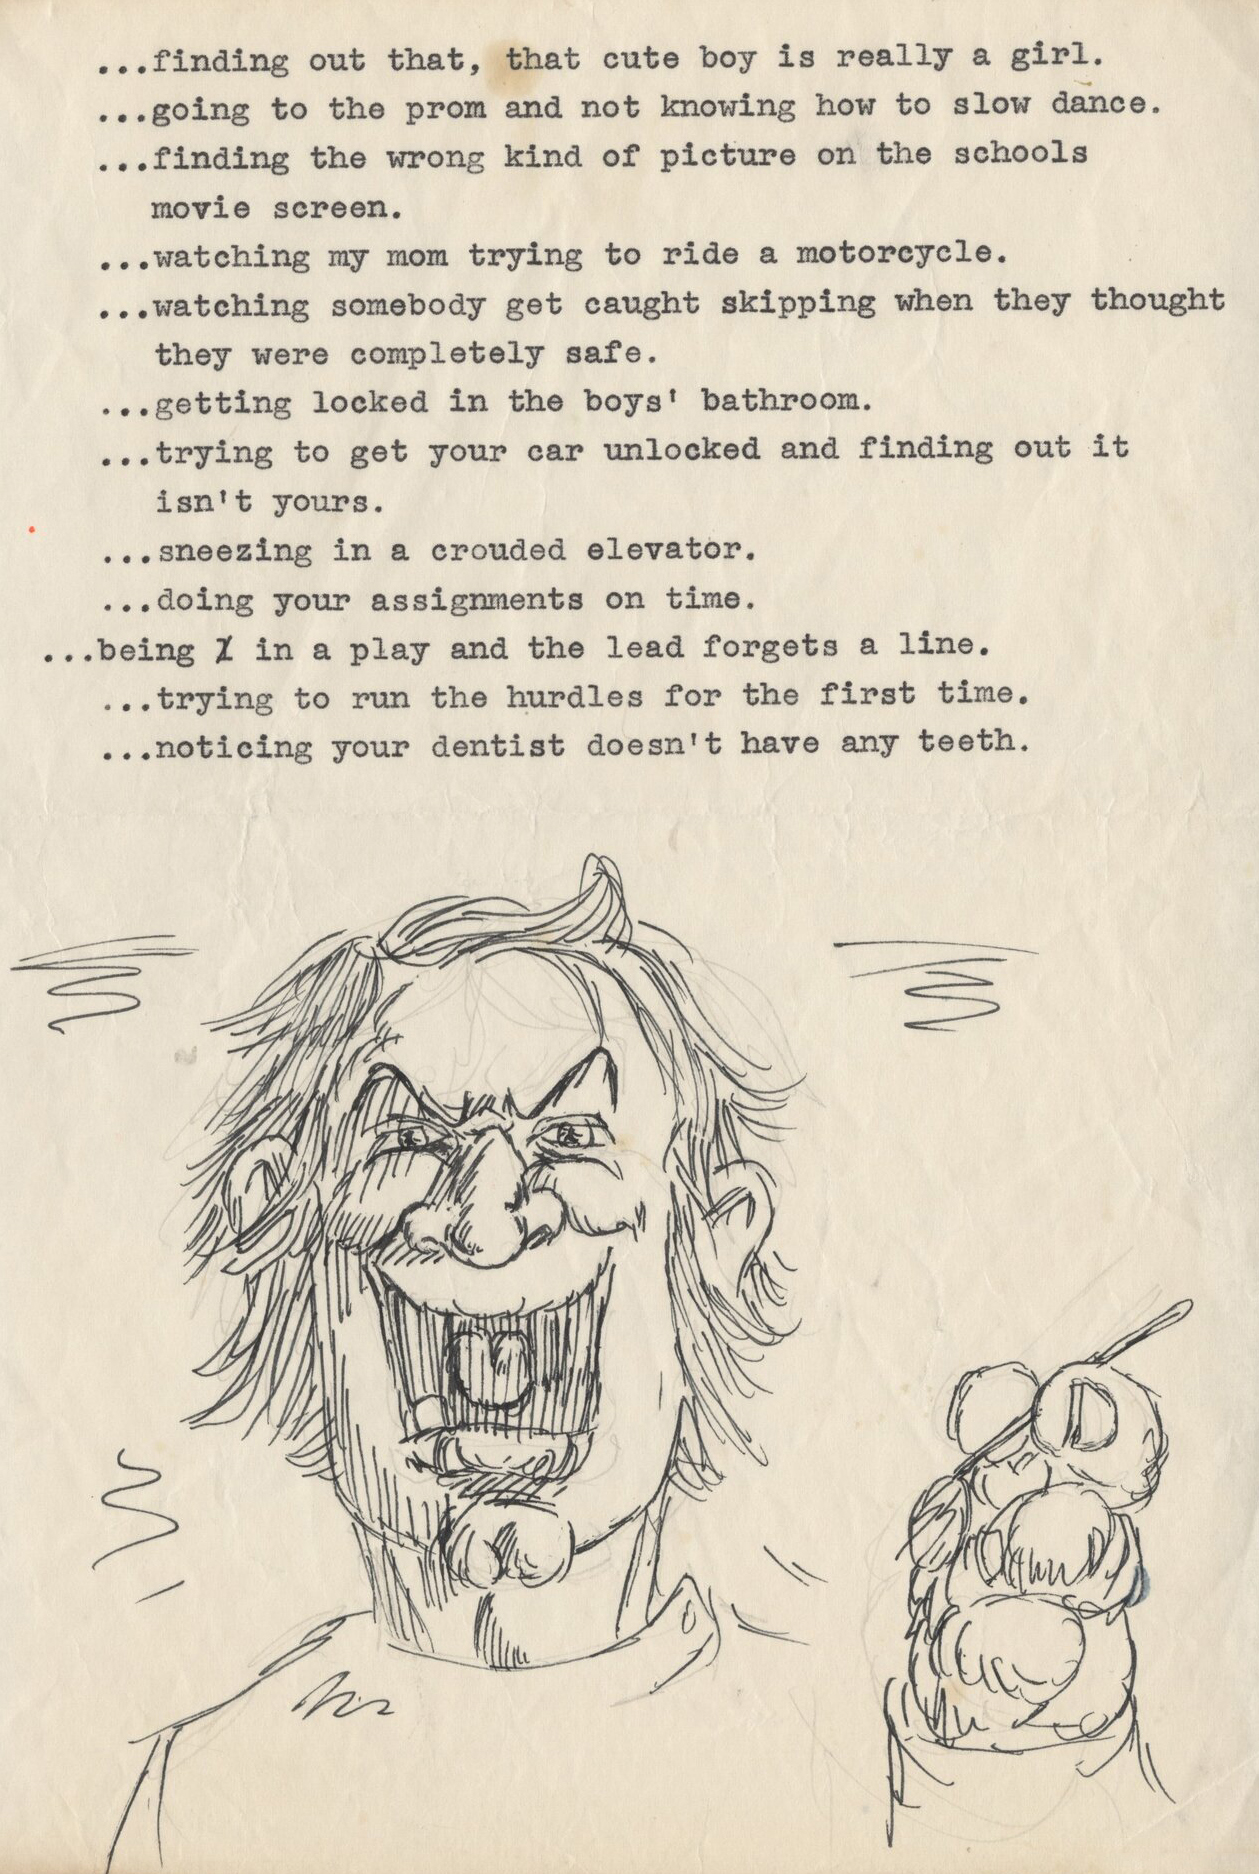 ...finding out that, that cute boy is really a girl.
...going to the prom and not knowing how to slow dance.
...finding the wrong kind of picture on the schools
movie screen.
...watching my mom trying to ride a motorcycle.
...watching somebody get caught skipping when they thought
they were completely safe.
...getting locked in the boys' bathroom.
...trying to get your car unlocked and finding out it
isn't yours.
...sneezing in a crouded elevator.
...doing your assignments on time.
...being in a play and the lead forgets a line.
...trying to run the hurdles for the first time.
...noticing your dentist doesn't have any teeth.